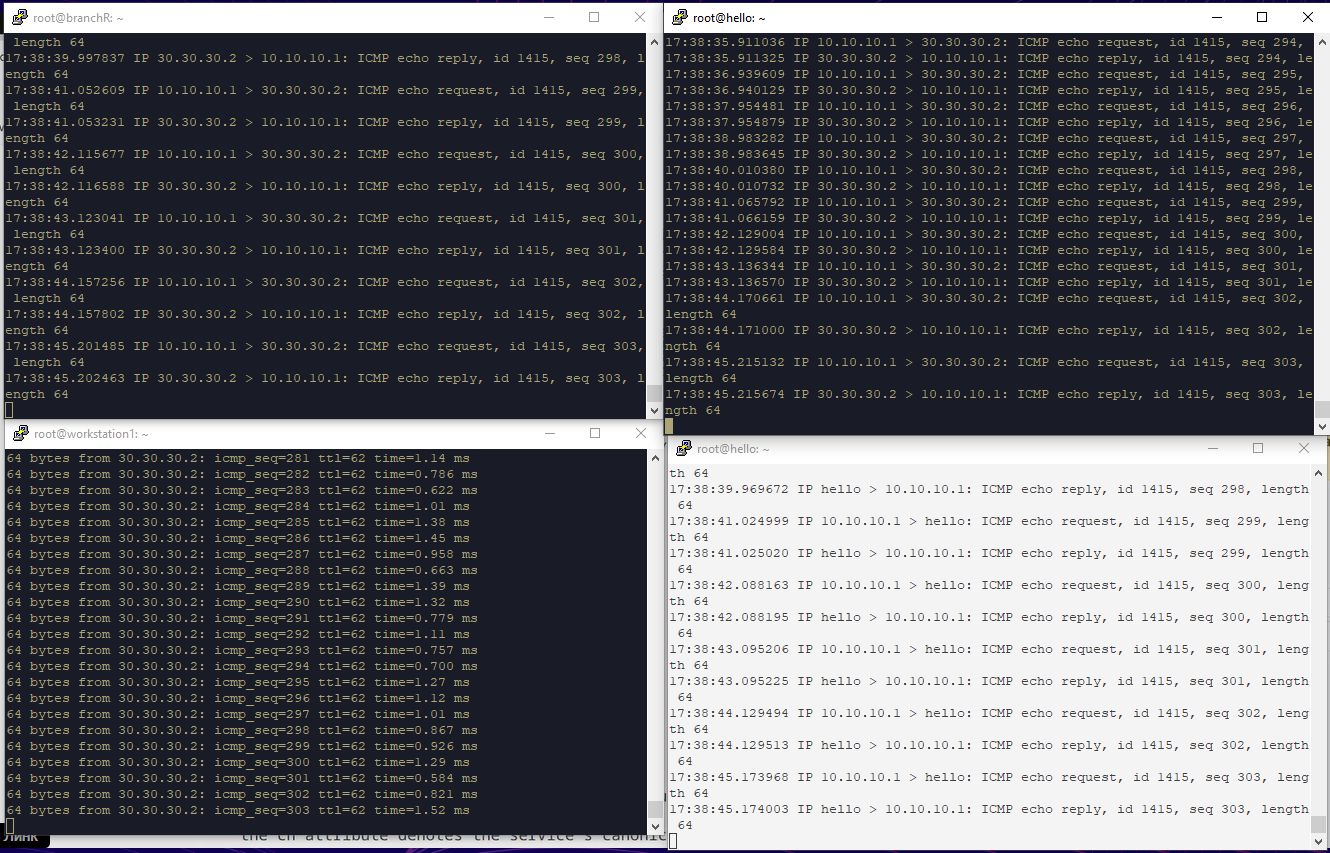 root@branchR: ~
 length 64
17:38:39.997837 IP 30.30.30.2 > 10.10.10.1: ICMP echo reply, id 1415, seq 298, l
ength 64
17:38:41.052609 IP 10.10.10.1 > 30.30.30.2: ICMP echo request, id 1415, seq 299,
 length 64
17:38:41.053231 IP 30.30.30.2 > 10.10.10.1: ICMP echo reply, id 1415, seq 299, l
ength 64
17:38:42.115677 IP 10.10.10.1 > 30.30.30.2: ICMP echo request, id 1415, seq 300,
 length 64
17:38:42.116588 IP 30.30.30.2 > 10.10.10.1: ICMP echo reply, id 1415, seq 300, l
ength 64
17:38:43.123041 IP 10.10.10.1 > 30.30.30.2: ICMP echo request, id 1415, seq 301,
 length 64
17:38:43.123400 IP 30.30.30.2 > 10.10.10.1: ICMP echo reply, id 1415, seq 301, l
ength 64
17:38:44.157256 IP 10.10.10.1 > 30.30.30.2: ICMP echo request, id 1415, seq 302,
 length 64
17:38:44.157802 IP 30.30.30.2 > 10.10.10.1: ICMP echo reply, id 1415, seq 302, l
ength 64
17:38:45.201485 IP 10.10.10.1 > 30.30.30.2: ICMP echo request, id 1415, seq 303,
 length 64
17:38:45.202463 IP 30.30.30.2 > 10.10.10.1: ICMP echo reply, id 1415, seq 303, l
ength 64
root@hello: ~
17:38:35.911036 IP 10.10.10.1 > 30.30.30.2: ICMP echo request, id 1415, seq 294,
17:38:35.911325 IP 30.30.30.2 > 10.10.10.1: ICMP echo reply, id 1415, seq 294, le
17:38:36.939609 IP 10.10.10.1 > 30.30.30.2: ICMP echo request, id 1415, seq 295,
17:38:36.940129 IP 30.30.30.2 > 10.10.10.1: ICMP echo reply, id 1415, seq 295, le
17:38:37.954481 IP 10.10.10.1 > 30.30.30.2: ICMP echo request, id 1415, seq 296,
17:38:37.954879 IP 30.30.30.2 > 10.10.10.1: ICMP echo reply, id 1415, seq 296, le
17:38:38.983282 IP 10.10.10.1 > 30.30.30.2: ICMP echo request, id 1415, seq 297,
17:38:38.983645 IP 30.30.30.2 > 10.10.10.1: ICMP echo reply, id 1415, seq 297, le
17:38:40.010380 IP 10.10.10.1 > 30.30.30.2: ICMP echo request, id 1415, seq 298,
17:38:40.010732 IP 30.30.30.2 > 10.10.10.1: ICMP echo reply, id 1415, seq 298, le
17:38:41.065792 IP 10.10.10.1 > 30.30.30.2: ICMP echo request, id 1415, seq 299,
17:38:41.066159 IP 30.30.30.2 > 10.10.10.1: ICMP echo reply, id 1415, seq 299, le
17:38:42.129004 IP 10.10.10.1 > 30.30.30.2: ICMP echo request, id 1415, seq 300,
17:38:42.129584 IP 30.30.30.2 > 10.10.10.1: ICMP echo reply, id 1415, seq 300, le
17:38:43.136344 IP 10.10.10.1 > 30.30.30.2: ICMP echo request, id 1415, seq 301,
17:38:43.136570 IP 30.30.30.2 > 10.10.10.1: ICMP echo reply, id 1415, seq 301, le
17:38:44.170661 IP 10.10.10.1 > 30.30.30.2: ICMP echo request, id 1415, seq 302,
length 64
17:38:44.171000 IP 30.30.30.2 > 10.10.10.1: ICMP echo reply, id 1415, seq 302, le
ngth 64
17:38:45.215132 IP 10.10.10.1 > 30.30.30.2: ICMP echo request, id 1415, seq 303,
length 64
17:38:45.215674 IP 30.30.30.2 > 10.10.10.1: ICMP echo reply, id 1415, seq 303, le
ngth 64
root@workstation1: ~
64 bytes from 30.30.30.2: icmp_seq=281 ttl=62 time=1.14 ms
64 bytes from 30.30.30.2: icmp_seq=282 ttl=62 time=0.786 ms
64 bytes from 30.30.30.2: icmp_seq=283 ttl=62 time=0.622 ms
64 bytes from 30.30.30.2: icmp_seq=284 ttl=62 time=1.01 ms
64 bytes from 30.30.30.2: icmp_seq=285 ttl=62 time=1.38 ms
64 bytes from 30.30.30.2: icmp_seq=286 ttl=62 time=1.45 ms
64 bytes from 30.30.30.2: icmp_seq=287 ttl=62 time=0.958 ms
64 bytes from 30.30.30.2: icmp_seq=288 ttl=62 time=0.663 ms
64 bytes from 30.30.30.2: icmp_seq=289 ttl=62 time=1.39 ms
64 bytes from 30.30.30.2: icmp_seq=290 ttl=62 time=1.32 ms
64 bytes from 30.30.30.2: icmp_seq=291 ttl=62 time=0.779 ms
64 bytes from 30.30.30.2: icmp_seq=292 ttl=62 time=1.11 ms
64 bytes from 30.30.30.2: icmp_seq=293 ttl=62 time=0.757 ms
64 bytes from 30.30.30.2: icmp_seq=294 ttl=62 time=0.700 ms
64 bytes from 30.30.30.2: icmp_seq=295 ttl=62 time=1.27 ms
64 bytes from 30.30.30.2: icmp_seq=296 ttl=62 time=1.12 ms
64 bytes from 30.30.30.2: icmp_seq=297 ttl=62 time=1.01 ms
64 bytes from 30.30.30.2: icmp_seq=298 ttl=62 time=0.867 ms
64 bytes from 30.30.30.2: icmp_seq=299 ttl=62 time=0.926 ms
64 bytes from 30.30.30.2: icmp_seq=300 ttl=62 time=1.29 ms
64 bytes from 30.30.30.2: icmp_seq=301 ttl=62 time=0.584 ms
64 bytes from 30.30.30.2: icmp_seq=302 ttl=62 time=0.821 ms
64 bytes from 30.30.30.2: icmp_seq=303 ttl=62 time=1.52 ms
root@hello: ~
th 64
17:38:39.969672 IP hello > 10.10.10.1: ICMP echo reply, id 1415, seq 298, length
 64
17:38:41.024999 IP 10.10.10.1 > hello: ICMP echo request, id 1415, seq 299, leng
th 64
17:38:41.025020 IP hello > 10.10.10.1: ICMP echo reply, id 1415, seq 299, length
 64
17:38:42.088163 IP 10.10.10.1 > hello: ICMP echo request, id 1415, seq 300, leng
th 64
17:38:42.088195 IP hello > 10.10.10.1: ICMP echo reply, id 1415, seq 300, length
 64
17:38:43.095206 IP 10.10.10.1 > hello: ICMP echo request, id 1415, seq 301, leng
th 64
17:38:43.095225 IP hello > 10.10.10.1: ICMP echo reply, id 1415, seq 301, length
 64
17:38:44.129494 IP 10.10.10.1 > hello: ICMP echo request, id 1415, seq 302, leng
th 64
17:38:44.129513 IP hello > 10.10.10.1: ICMP echo reply, id 1415, seq 302, length
 64
17:38:45.173968 IP 10.10.10.1 > hello: ICMP echo request, id 1415, seq 303, leng
th 64
17:38:45.174003 IP hello > 10.10.10.1: ICMP echo reply, id 1415, seq 303, length
 64
линк
the cn attribute denotes the service's canonic